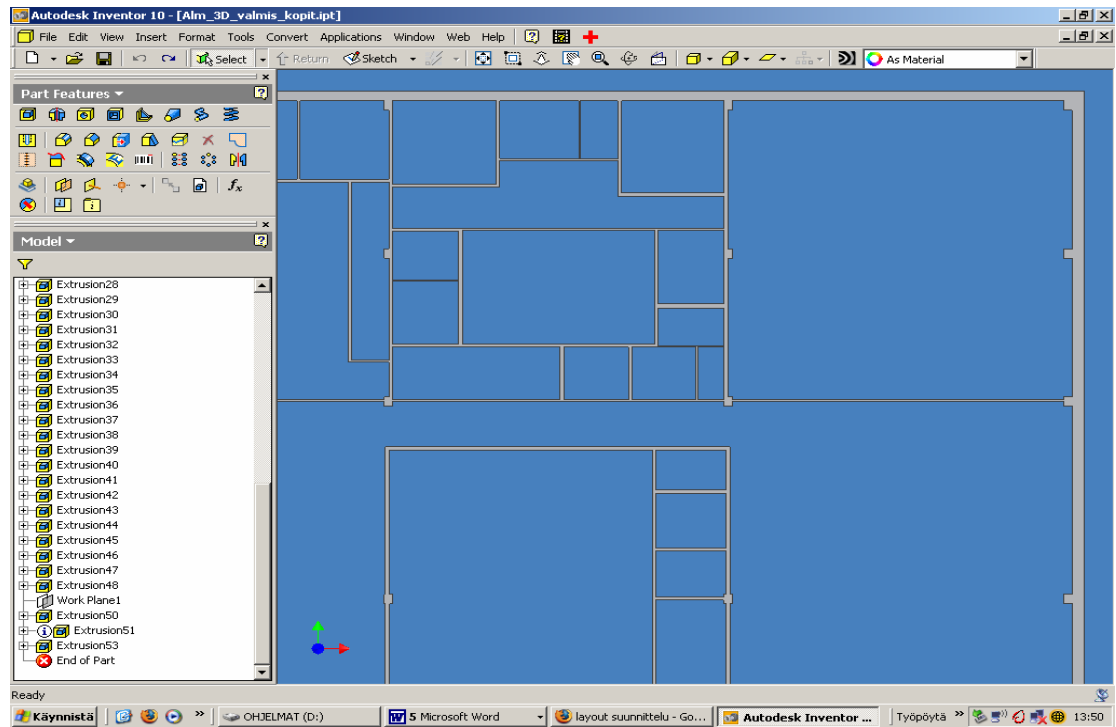 Autodesk Inventor 10 - [Alm_3D_valmis_kopit.ipt]
File Edit View Insert Format Tools Convert Applications Window Web Help
Select Return Sketch As Material
Part Features
fx
Model
Extrusion28
Extrusion29
Extrusion30
Extrusion31
Extrusion32
Extrusion33
Extrusion34
Extrusion35
Extrusion36
Extrusion37
Extrusion38
Extrusion39
Extrusion40
Extrusion41
Extrusion42
Extrusion43
Extrusion44
Extrusion45
Extrusion46
Extrusion47
Extrusion48
Work Plane1
Extrusion50
Extrusion51
Extrusion53
End of Part
Ready
Käynnistä » OHJELMAT (D:) 5 Microsoft Word layout suunnittelu - Go... Autodesk Inventor ... Työpöytä » 13:50